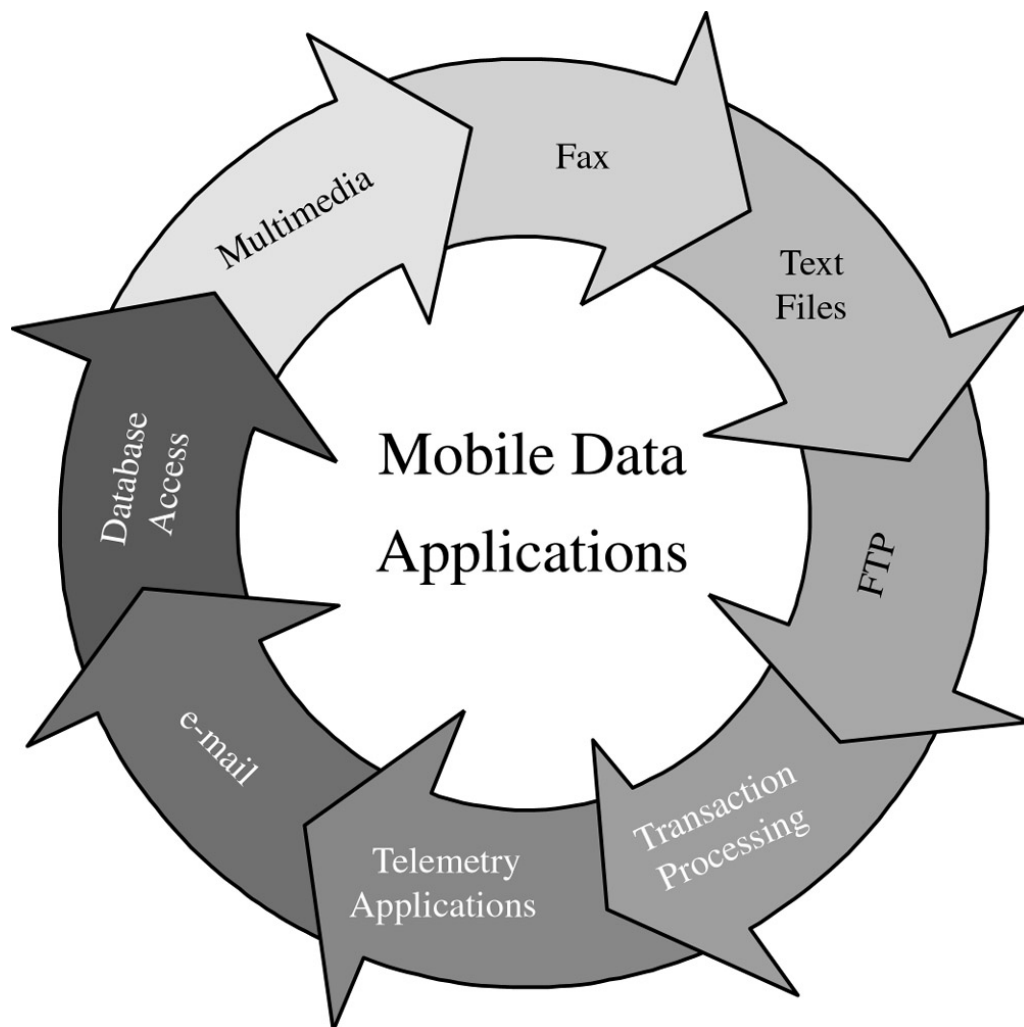 Fax
Text
Files
FTP
Transaction
Processing
Telemetry
Applications
e-mail
Database
Access
Multimedia
Mobile Data
Applications